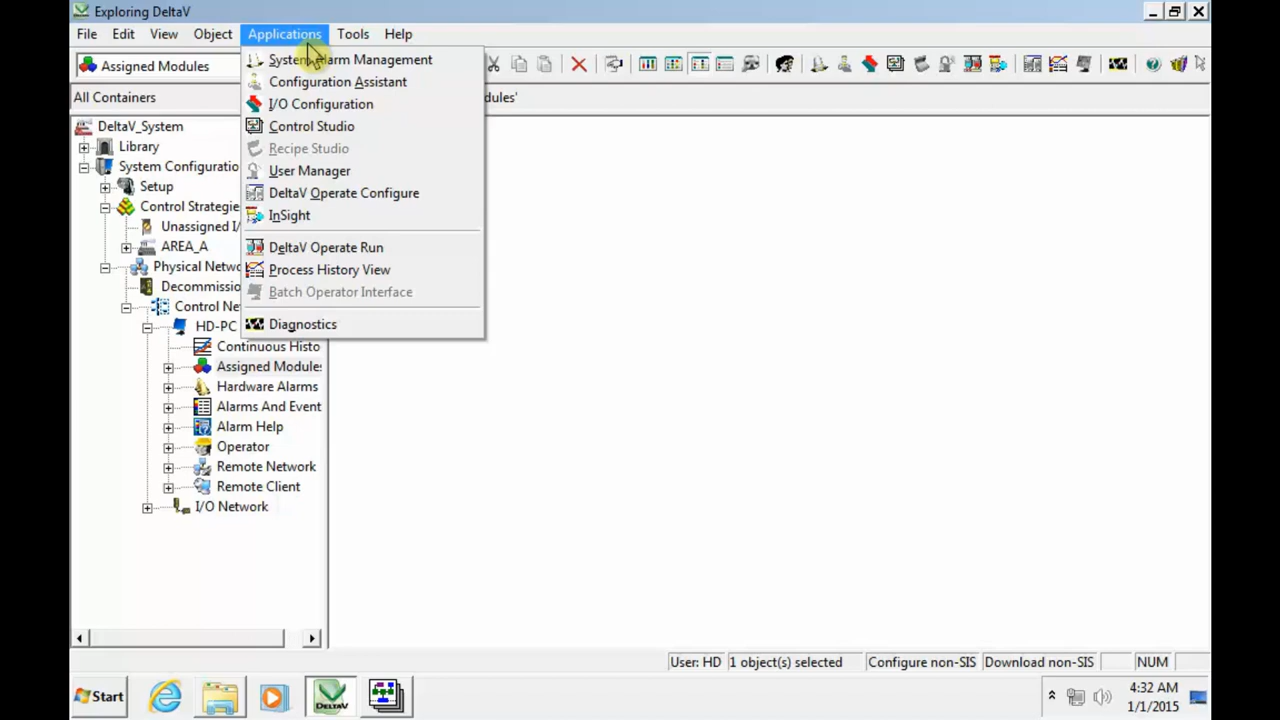 Exploring DeltaV
File Edit View Object Applications Tools Help
Assigned Modules
All Containers
dules'
System Alarm Management
Configuration Assistant
I/O Configuration
Control Studio
Recipe Studio
User Manager
DeltaV Operate Configure
InSight
DeltaV Operate Run
Process History View
Batch Operator Interface
Diagnostics
DeltaV_System
Library
System Configuratio
Setup
Control Strategie
Unassigned I/
AREA_A
Physical Netwo
Decommissio
Control Ne
HD-PC
Continuous Histo
Assigned Modules
Hardware Alarms
Alarms And Event
Alarm Help
Operator
Remote Network
Remote Client
I/O Network
User: HD 1 object(s) selected Configure non-SIS Download non-SIS NUM
Start
DELTAV
4:32 AM
1/1/2015